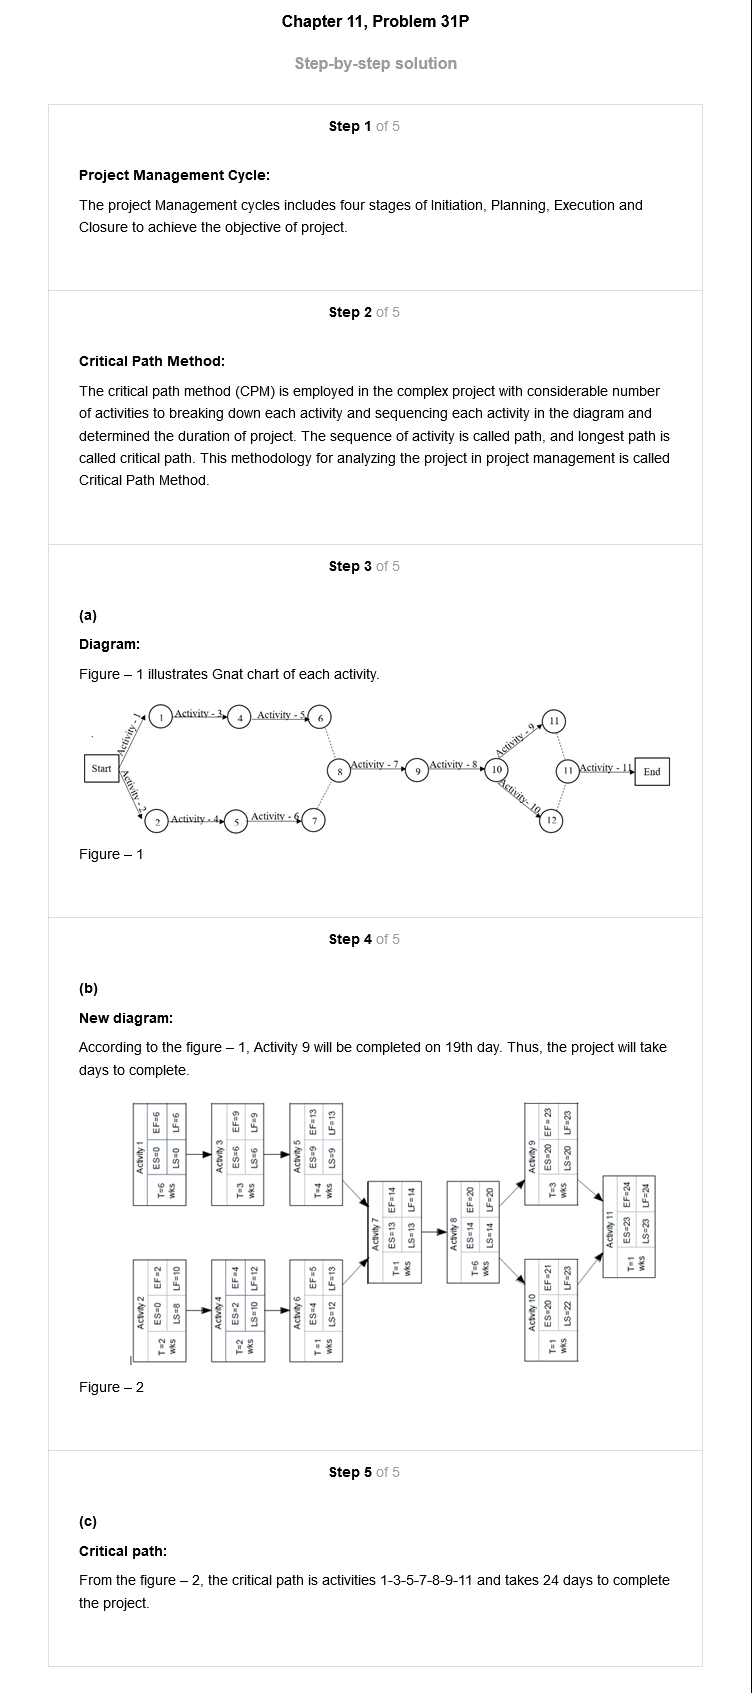 Chapter 11, Problem 31P
Step-by-step solution
Step 1 of 5
Project Management Cycle:
The project Management cycles includes four stages of Initiation, Planning, Execution and
Closure to achieve the objective of project.
Step 2 of 5
Critical Path Method:
The critical path method (CPM) is employed in the complex project with considerable number
of activities to breaking down each activity and sequencing each activity in the diagram and
determined the duration of project. The sequence of activity is called path, and longest path is
called critical path. This methodology for analyzing the project in project management is called
Critical Path Method.
Step 3 of 5
(a)
Diagram:
Figure – 1 illustrates Gnat chart of each activity.
Start
Activity - 1
1
Activity - 3
4
Activity - 5
6
Activity - 2
2
Activity - 4
5
Activity - 6
7
8
Activity - 7
9
Activity - 8
10
Activity - 9
11
Activity- 10
12
11
Activity - 11
End
Figure – 1
Step 4 of 5
(b)
New diagram:
According to the figure – 1, Activity 9 will be completed on 19th day. Thus, the project will take
days to complete.
Activity 1
T=6 wks ES=0 EF=6
LS=0 LF=6
Activity 3
T=3 wks ES=6 EF=9
LS=6 LF=9
Activity 5
T=4 wks ES=9 EF=13
LS=9 LF=13
Activity 2
T=2 wks ES=0 EF=2
LS=8 LF=10
Activity 4
T=2 wks ES=2 EF=4
LS=10 LF=12
Activity 6
T=1 wks ES=4 EF=5
LS=12 LF=13
Activity 7
T=1 wks ES=13 EF=14
LS=13 LF=14
Activity 8
T=6 wks ES=14 EF=20
LS=14 LF=20
Activity 9
T=3 wks ES=20 EF=23
LS=20 LF=23
Activity 10
T=1 wks ES=20 EF=21
LS=22 LF=23
Activity 11
T=1 wks ES=23 EF=24
LS=23 LF=24
Figure – 2
Step 5 of 5
(c)
Critical path:
From the figure – 2, the critical path is activities 1-3-5-7-8-9-11 and takes 24 days to complete
the project.